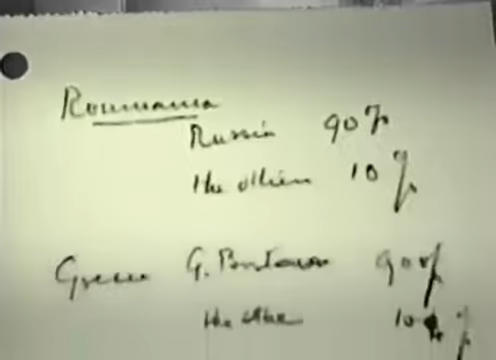 Roumania
Russia 90%
The others 10%
Greece G. Britain 90%
The other 10%